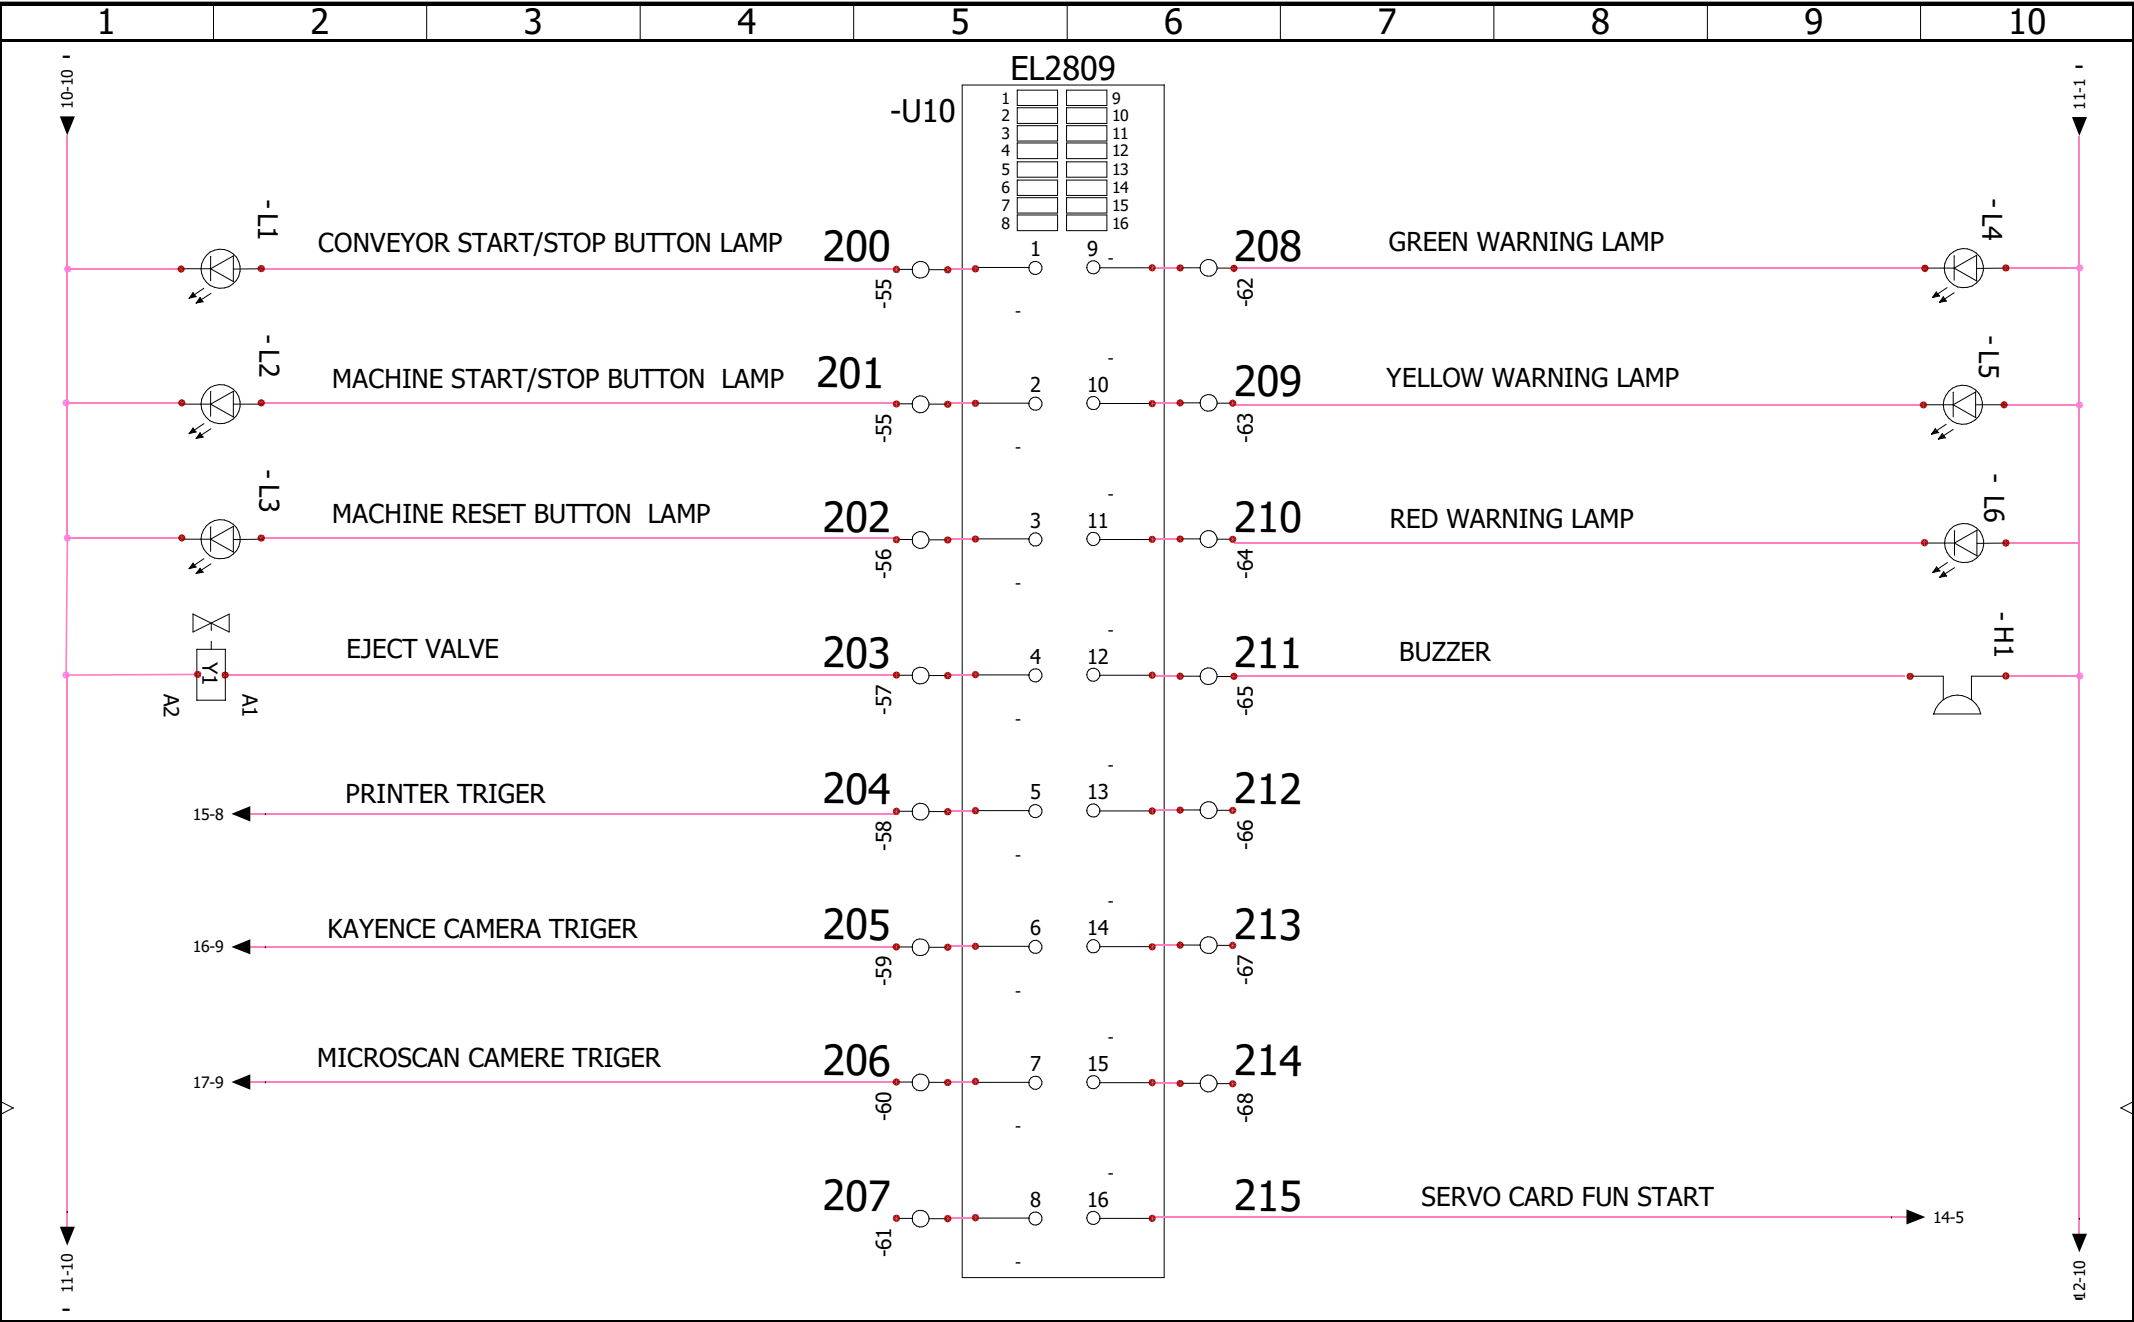 1 2 3 4 5 6 7 8 9 10
- 10-10
- 11-1
EL2809
-U10
1 9
2 10
3 11
4 12
5 13
6 14
7 15
8 16
-L1 CONVEYOR START/STOP BUTTON LAMP 200 -55 1 9 - 208 -62 GREEN WARNING LAMP -L4
-
-L2 MACHINE START/STOP BUTTON LAMP 201 -55 2 10 - 209 -63 YELLOW WARNING LAMP -L5
-
-L3 MACHINE RESET BUTTON LAMP 202 -56 3 11 - 210 -64 RED WARNING LAMP - L6
-
A2 Y1 A1 EJECT VALVE 203 -57 4 12 - 211 -65 BUZZER -H1
-
15-8 PRINTER TRIGER 204 -58 5 13 - 212 -66
-
16-9 KAYENCE CAMERA TRIGER 205 -59 6 14 - 213 -67
-
17-9 MICROSCAN CAMERE TRIGER 206 -60 7 15 - 214 -68
-
207 -61 8 16 - 215 SERVO CARD FUN START 14-5
-
- 11-10
- 12-10